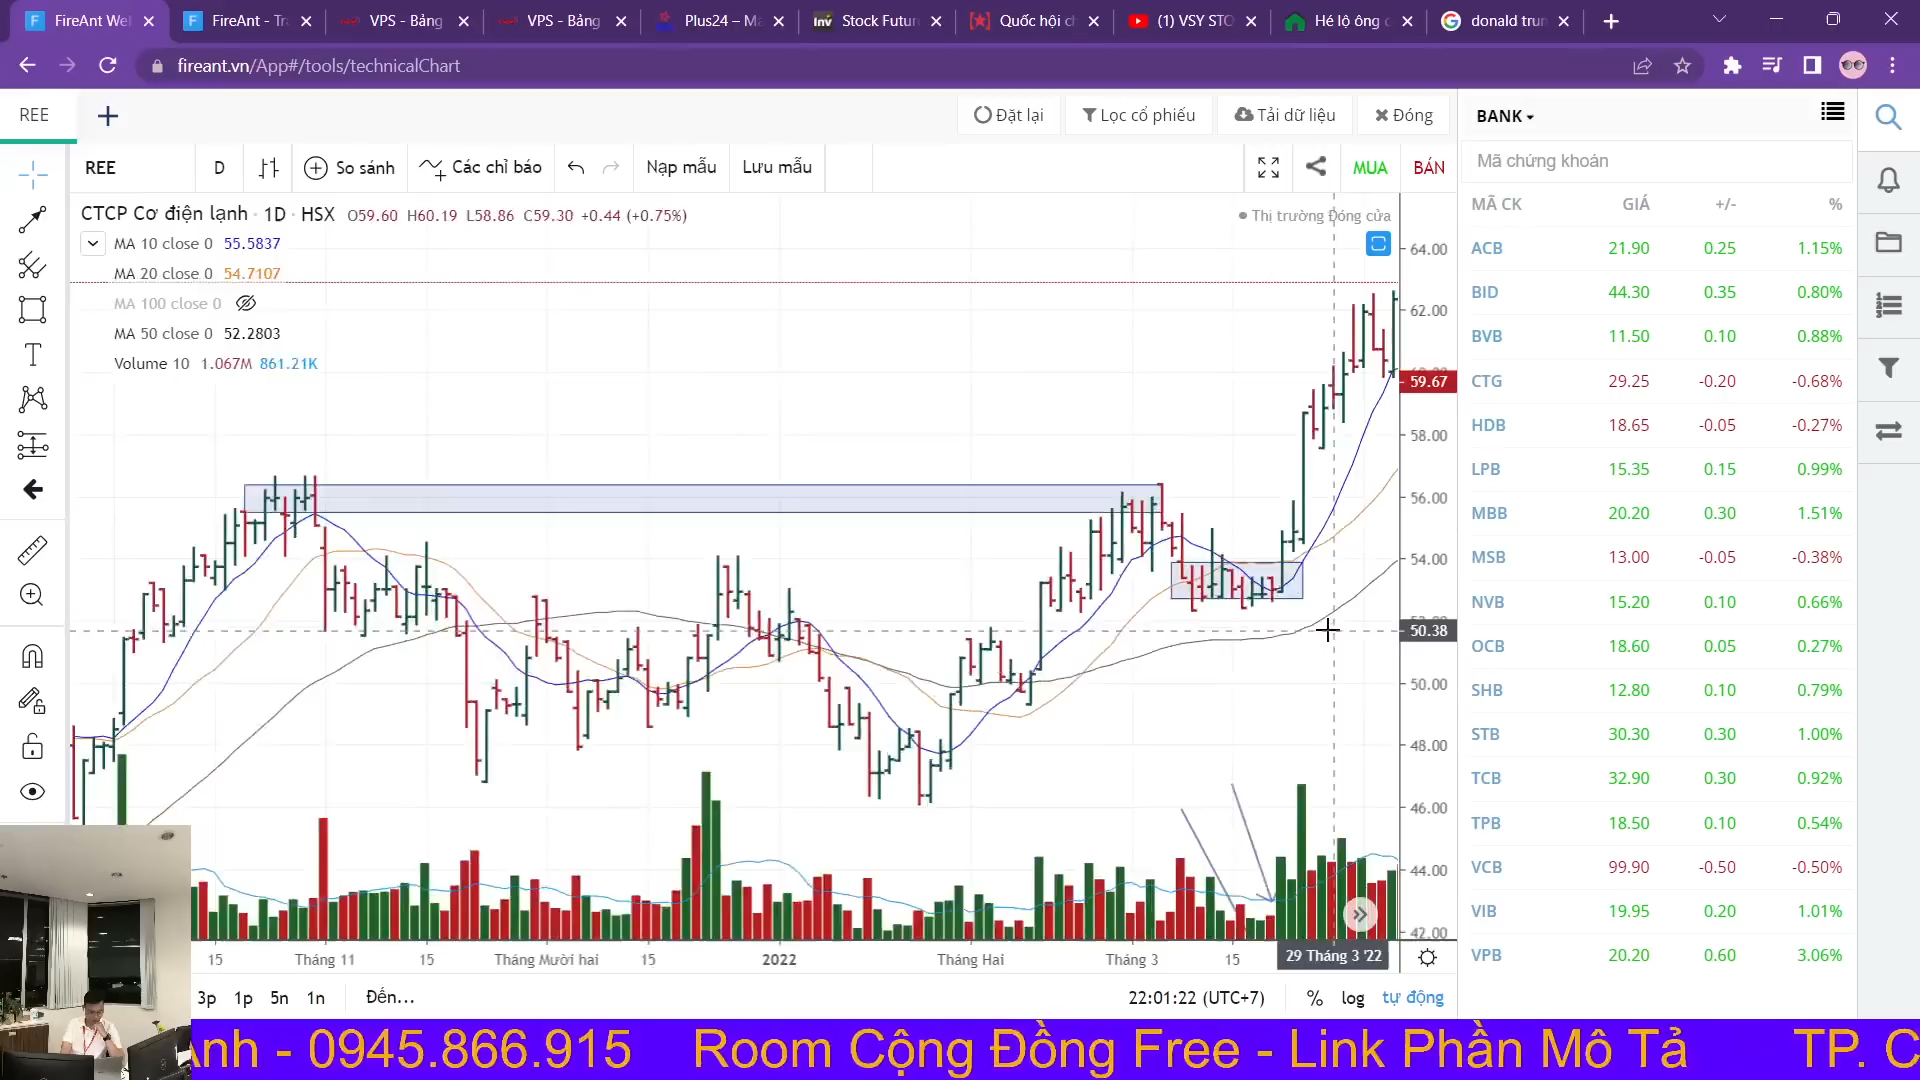 FireAnt Wel
FireAnt - Tra
VPS - Bảng
VPS - Bảng
Plus24 – Ma
Stock Futur
Quốc hội ch
(1) VSY STO
Hé lộ ông c
donald trum
fireant.vn/App#/tools/technicalChart
REE
Đặt lại
Lọc cổ phiếu
Tải dữ liệu
Đóng
BANK
REE
D
So sánh
Các chỉ báo
Nạp mẫu
Lưu mẫu
MUA
BÁN
Mã chứng khoán
CTCP Cơ điện lạnh · 1D · HSX O59.60 H60.19 L58.86 C59.30 +0.44 (+0.75%)
Thị trường Đóng cửa
MA 10 close 0 55.5837
MA 20 close 0 54.7107
MA 100 close 0
MA 50 close 0 52.2803
Volume 10 1.067M 861.21K
64.00
62.00
59.67
58.00
56.00
54.00
50.38
50.00
48.00
46.00
44.00
42.00
15
Tháng 11
15
Tháng Mười hai
15
2022
Tháng Hai
Tháng 3
15
29 Tháng 3 '22
3p 1p 5n 1n Đến...
22:01:22 (UTC+7) % log tự động
MÃ CK GIÁ +/- %
ACB 21.90 0.25 1.15%
BID 44.30 0.35 0.80%
BVB 11.50 0.10 0.88%
CTG 29.25 -0.20 -0.68%
HDB 18.65 -0.05 -0.27%
LPB 15.35 0.15 0.99%
MBB 20.20 0.30 1.51%
MSB 13.00 -0.05 -0.38%
NVB 15.20 0.10 0.66%
OCB 18.60 0.05 0.27%
SHB 12.80 0.10 0.79%
STB 30.30 0.30 1.00%
TCB 32.90 0.30 0.92%
TPB 18.50 0.10 0.54%
VCB 99.90 -0.50 -0.50%
VIB 19.95 0.20 1.01%
VPB 20.20 0.60 3.06%
Anh - 0945.866.915 Room Cộng Đồng Free - Link Phần Mô Tả TP. C